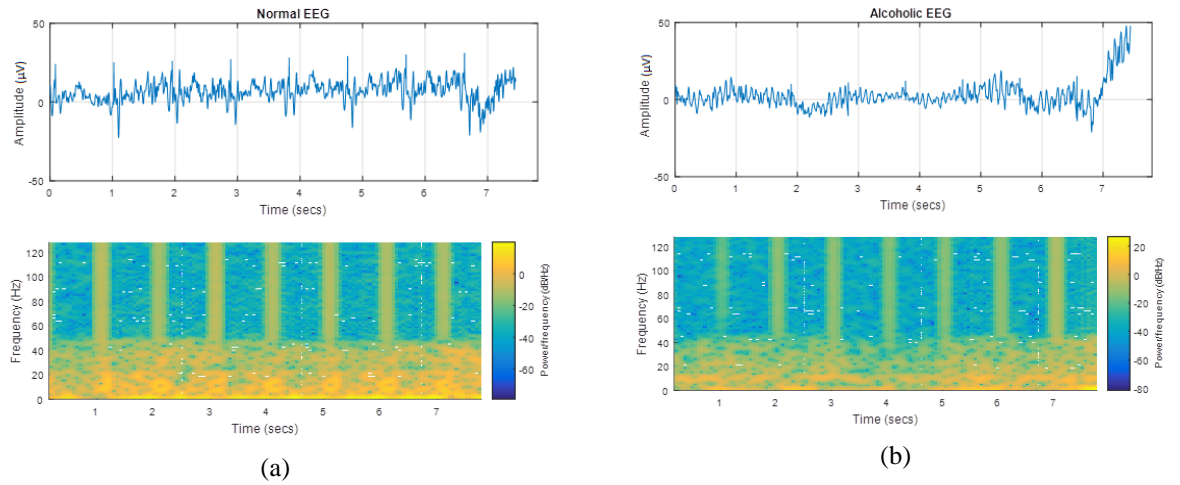 Normal EEG
50
0
-50
Amplitude (µV)
0 1 2 3 4 5 6 7
Time (secs)
120
100
80
60
40
20
0
Frequency (Hz)
1 2 3 4 5 6 7
Time (secs)
0
-20
-40
-60
Power/frequency (dB/Hz)
(a)
Alcoholic EEG
50
0
-50
Amplitude (µV)
0 1 2 3 4 5 6 7
Time (secs)
120
100
80
60
40
20
0
Frequency (Hz)
1 2 3 4 5 6 7
Time (secs)
20
0
-20
-40
-60
-80
Power/frequency (dB/Hz)
(b)